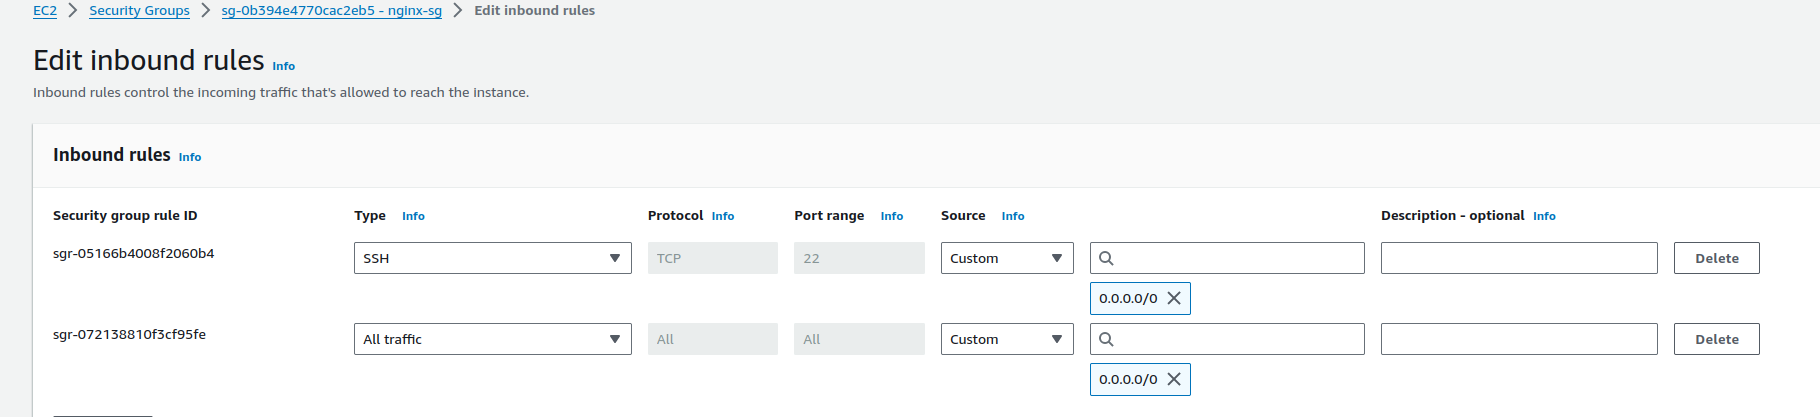 EC2 > Security Groups > sg-0b394e4770cac2eb5 - nginx-sg > Edit inbound rules
Edit inbound rules Info
Inbound rules control the incoming traffic that's allowed to reach the instance.
Inbound rules Info
Security group rule ID Type Info Protocol Info Port range Info Source Info Description - optional Info
sgr-05166b4008f2060b4 SSH TCP 22 Custom Delete
0.0.0.0/0
sgr-072138810f3cf95fe All traffic All All Custom Delete
0.0.0.0/0